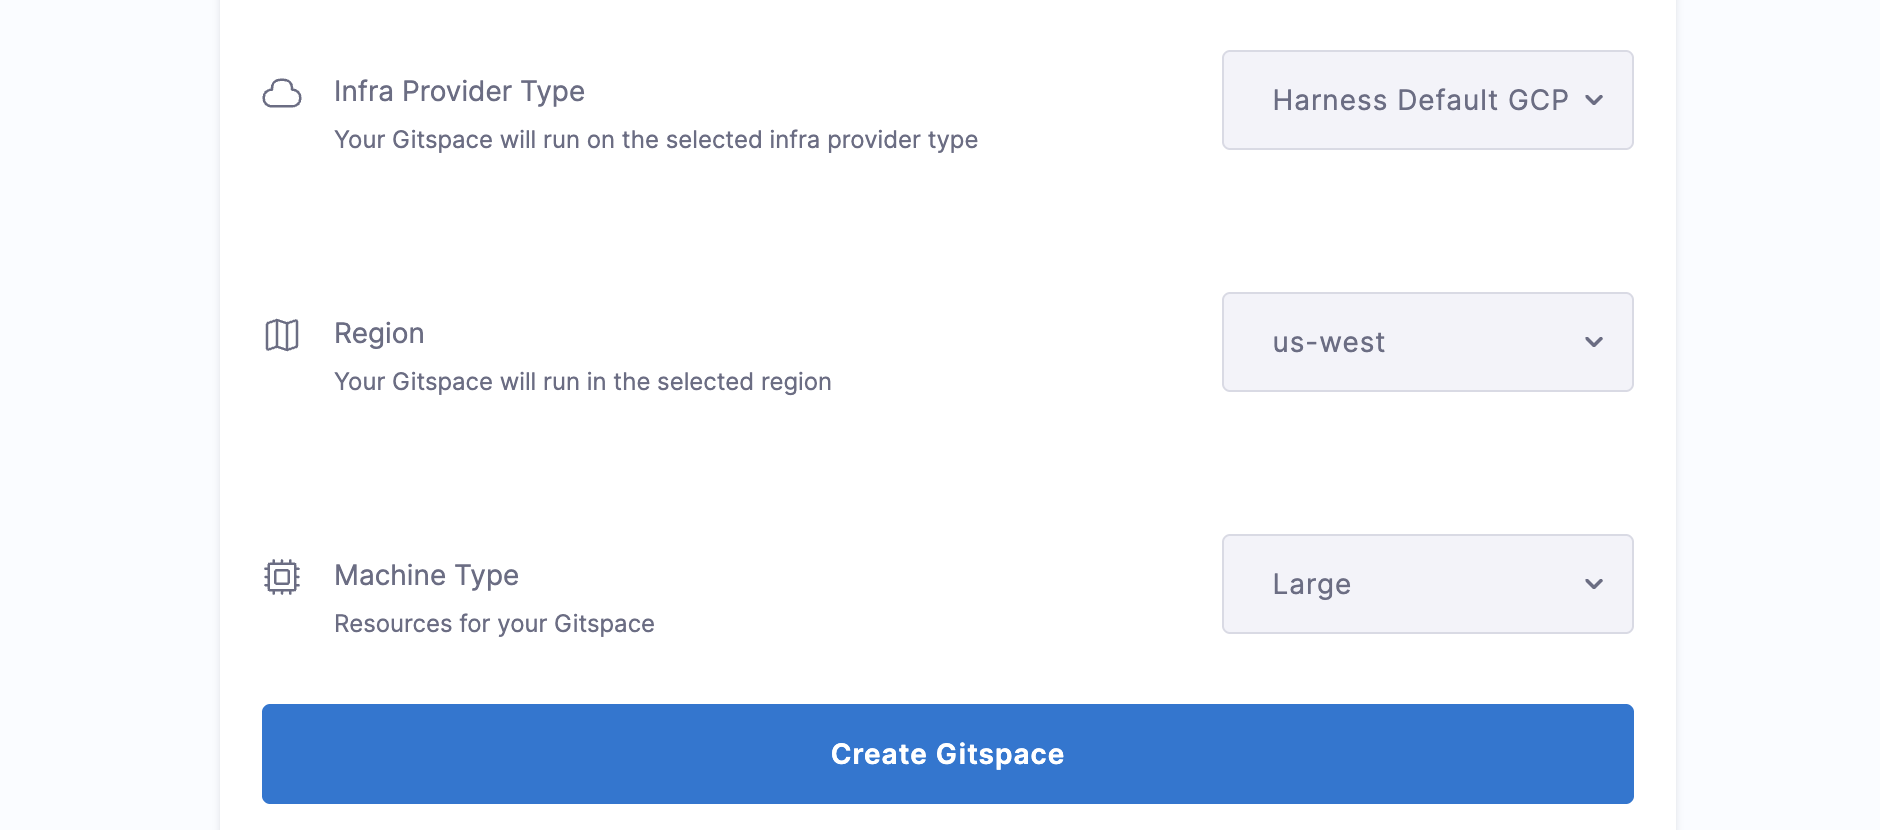 Infra Provider Type
Harness Default GCP
Your Gitspace will run on the selected infra provider type
Region
us-west
Your Gitspace will run in the selected region
Machine Type
Large
Resources for your Gitspace
Create Gitspace